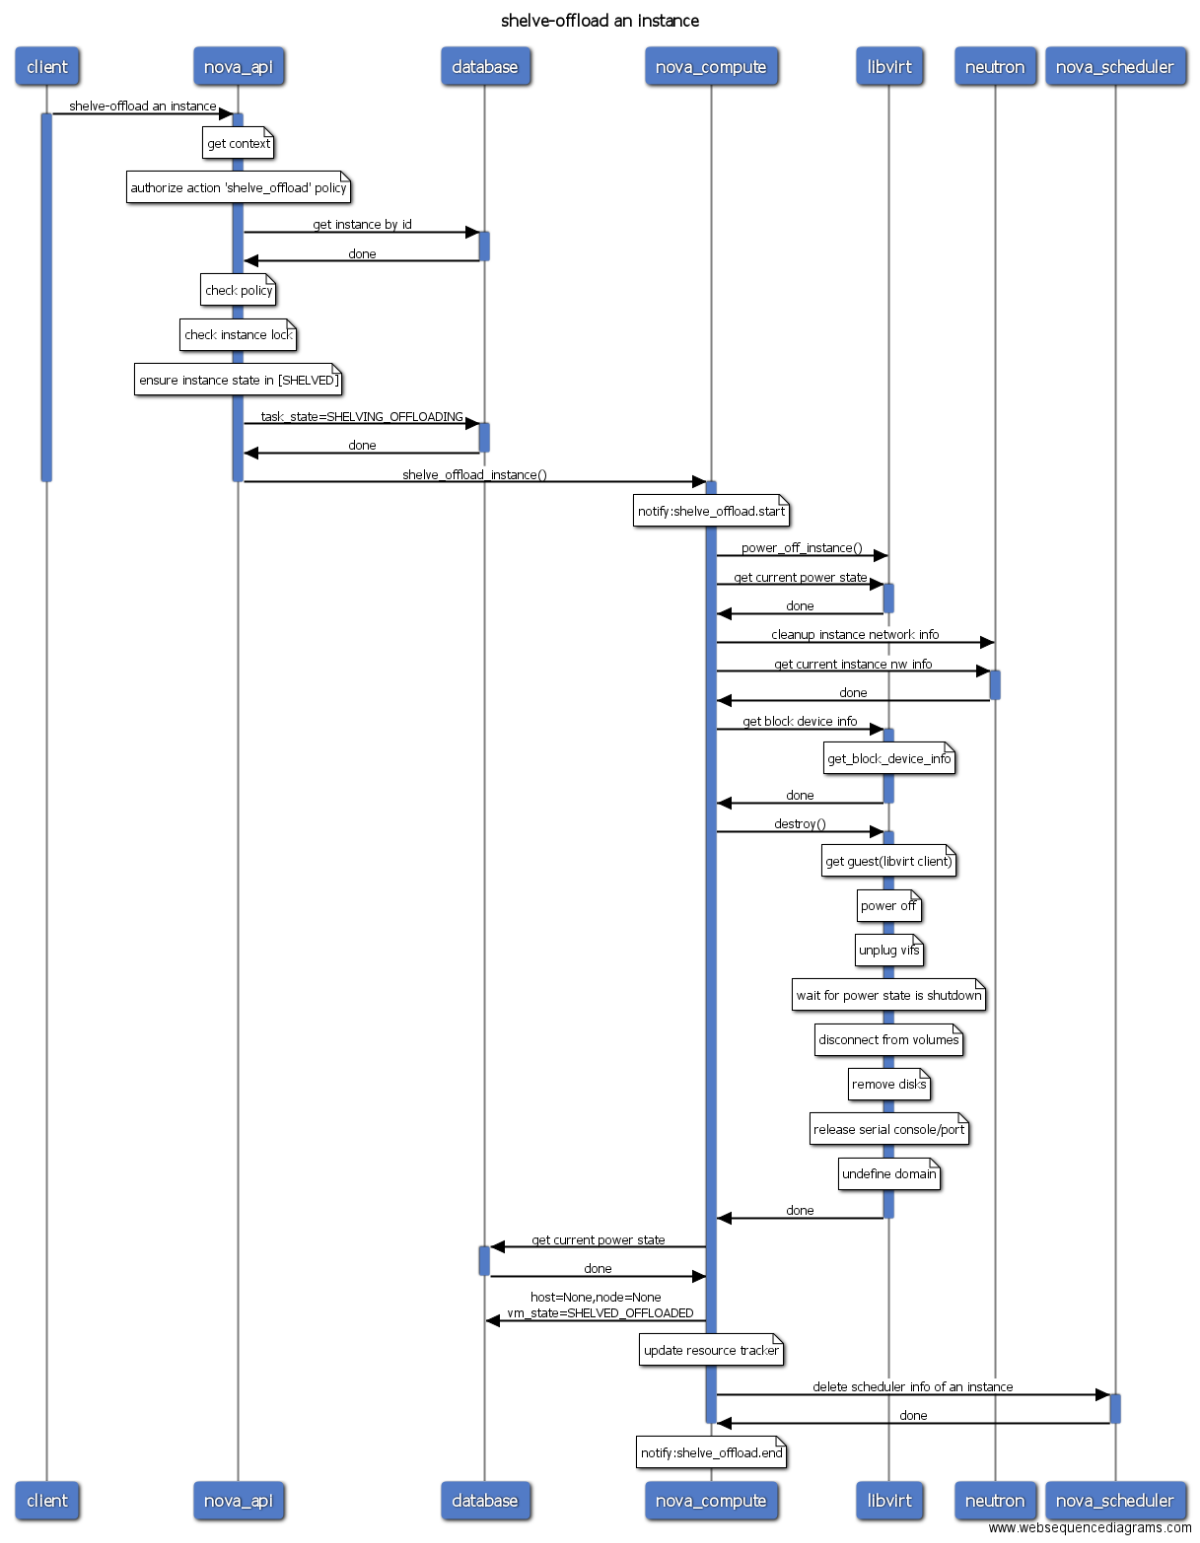 shelve-offload an instance
client
nova_api
database
nova_compute
libvirt
neutron
nova_scheduler
shelve-offload an instance
get context
authorize action 'shelve_offload' policy
get instance by id
done
check policy
check instance lock
ensure instance state in [SHELVED]
task_state=SHELVING_OFFLOADING
done
shelve_offload_instance()
notify:shelve_offload.start
power_off_instance()
get current power state
done
cleanup instance network info
get current instance nw info
done
get block device info
get_block_device_info
done
destroy()
get guest(libvirt client)
power off
unplug vifs
wait for power state is shutdown
disconnect from volumes
remove disks
release serial console/port
undefine domain
done
get current power state
done
host=None,node=None
vm_state=SHELVED_OFFLOADED
update resource tracker
delete scheduler info of an instance
done
notify:shelve_offload.end
client
nova_api
database
nova_compute
libvirt
neutron
nova_scheduler
www.websequencediagrams.com